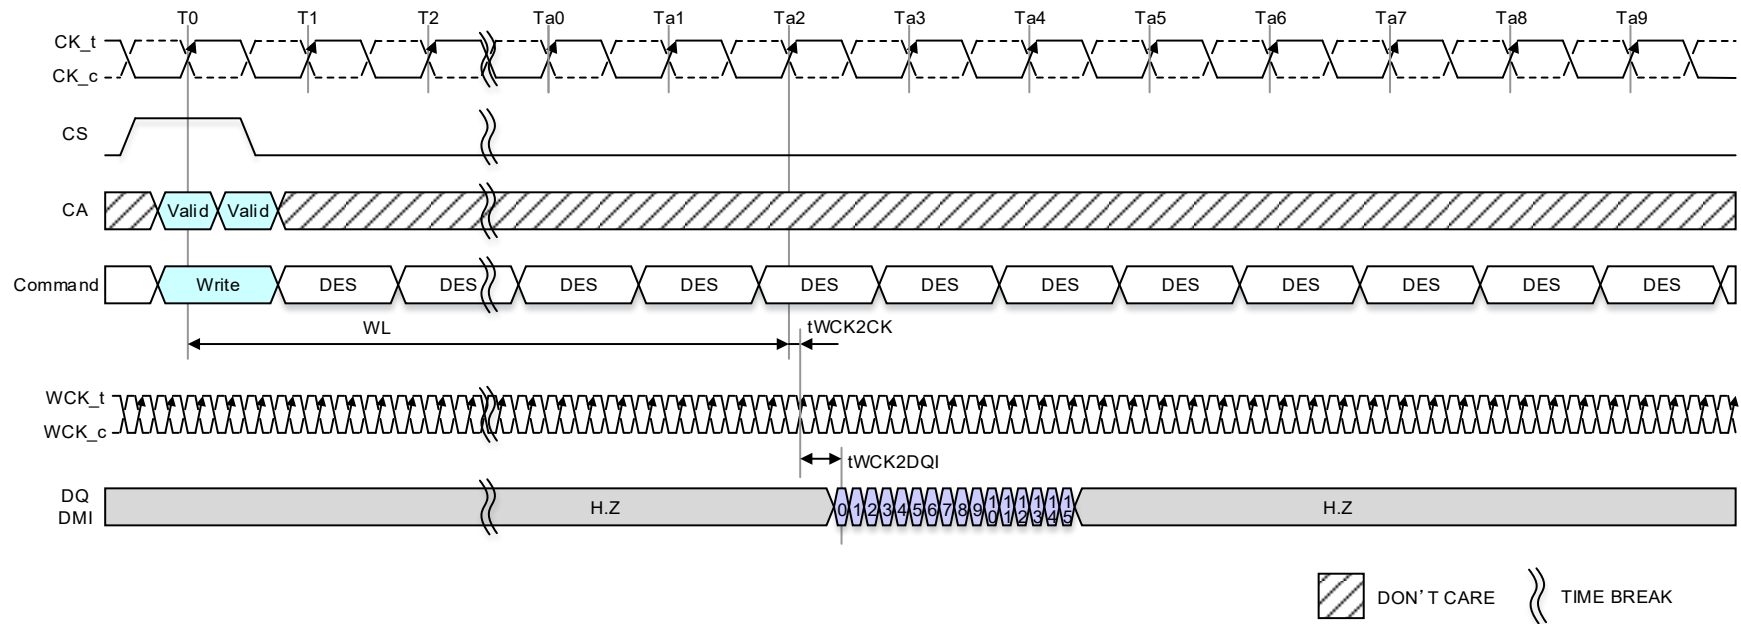 T0 T1 T2 Ta0 Ta1 Ta2 Ta3 Ta4 Ta5 Ta6 Ta7 Ta8 Ta9
CK_t
CK_c
CS
CA Valid Valid
Command Write DES DES DES DES DES DES DES DES DES DES DES DES
WL tWCK2CK
WCK_t
WCK_c
tWCK2DQI
DQ
DMI
H.Z 0 1 2 3 4 5 6 7 8 9 10 11 12 13 14 15 H.Z
DON'T CARE TIME BREAK